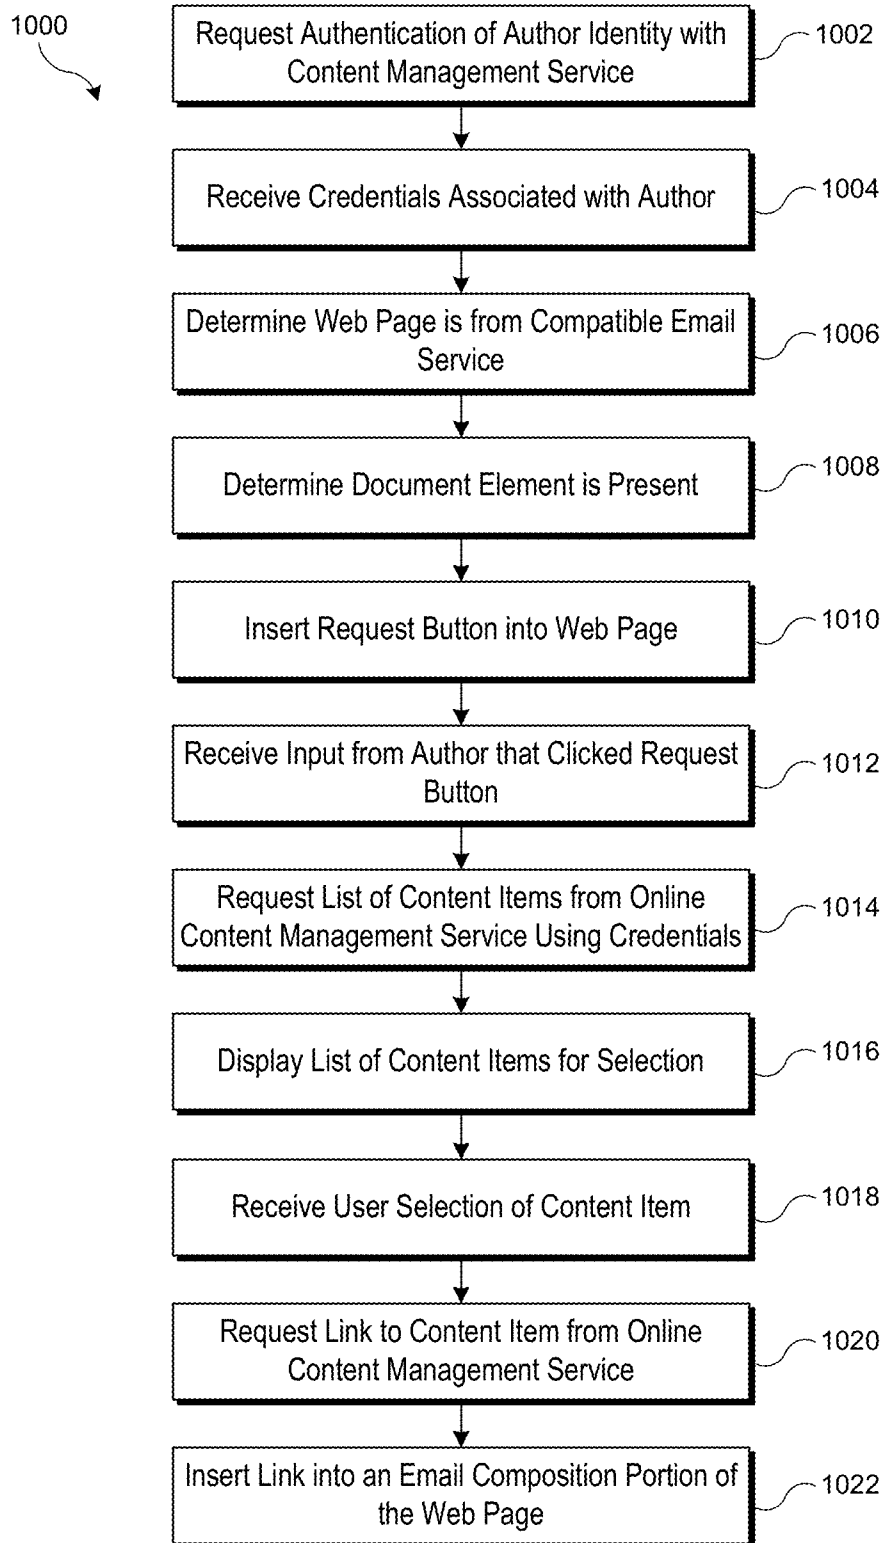 1000
Request Authentication of Author Identity with
Content Management Service
1002
Receive Credentials Associated with Author
1004
Determine Web Page is from Compatible Email
Service
1006
Determine Document Element is Present
1008
Insert Request Button into Web Page
1010
Receive Input from Author that Clicked Request
Button
1012
Request List of Content Items from Online
Content Management Service Using Credentials
1014
Display List of Content Items for Selection
1016
Receive User Selection of Content Item
1018
Request Link to Content Item from Online
Content Management Service
1020
Insert Link into an Email Composition Portion of
the Web Page
1022